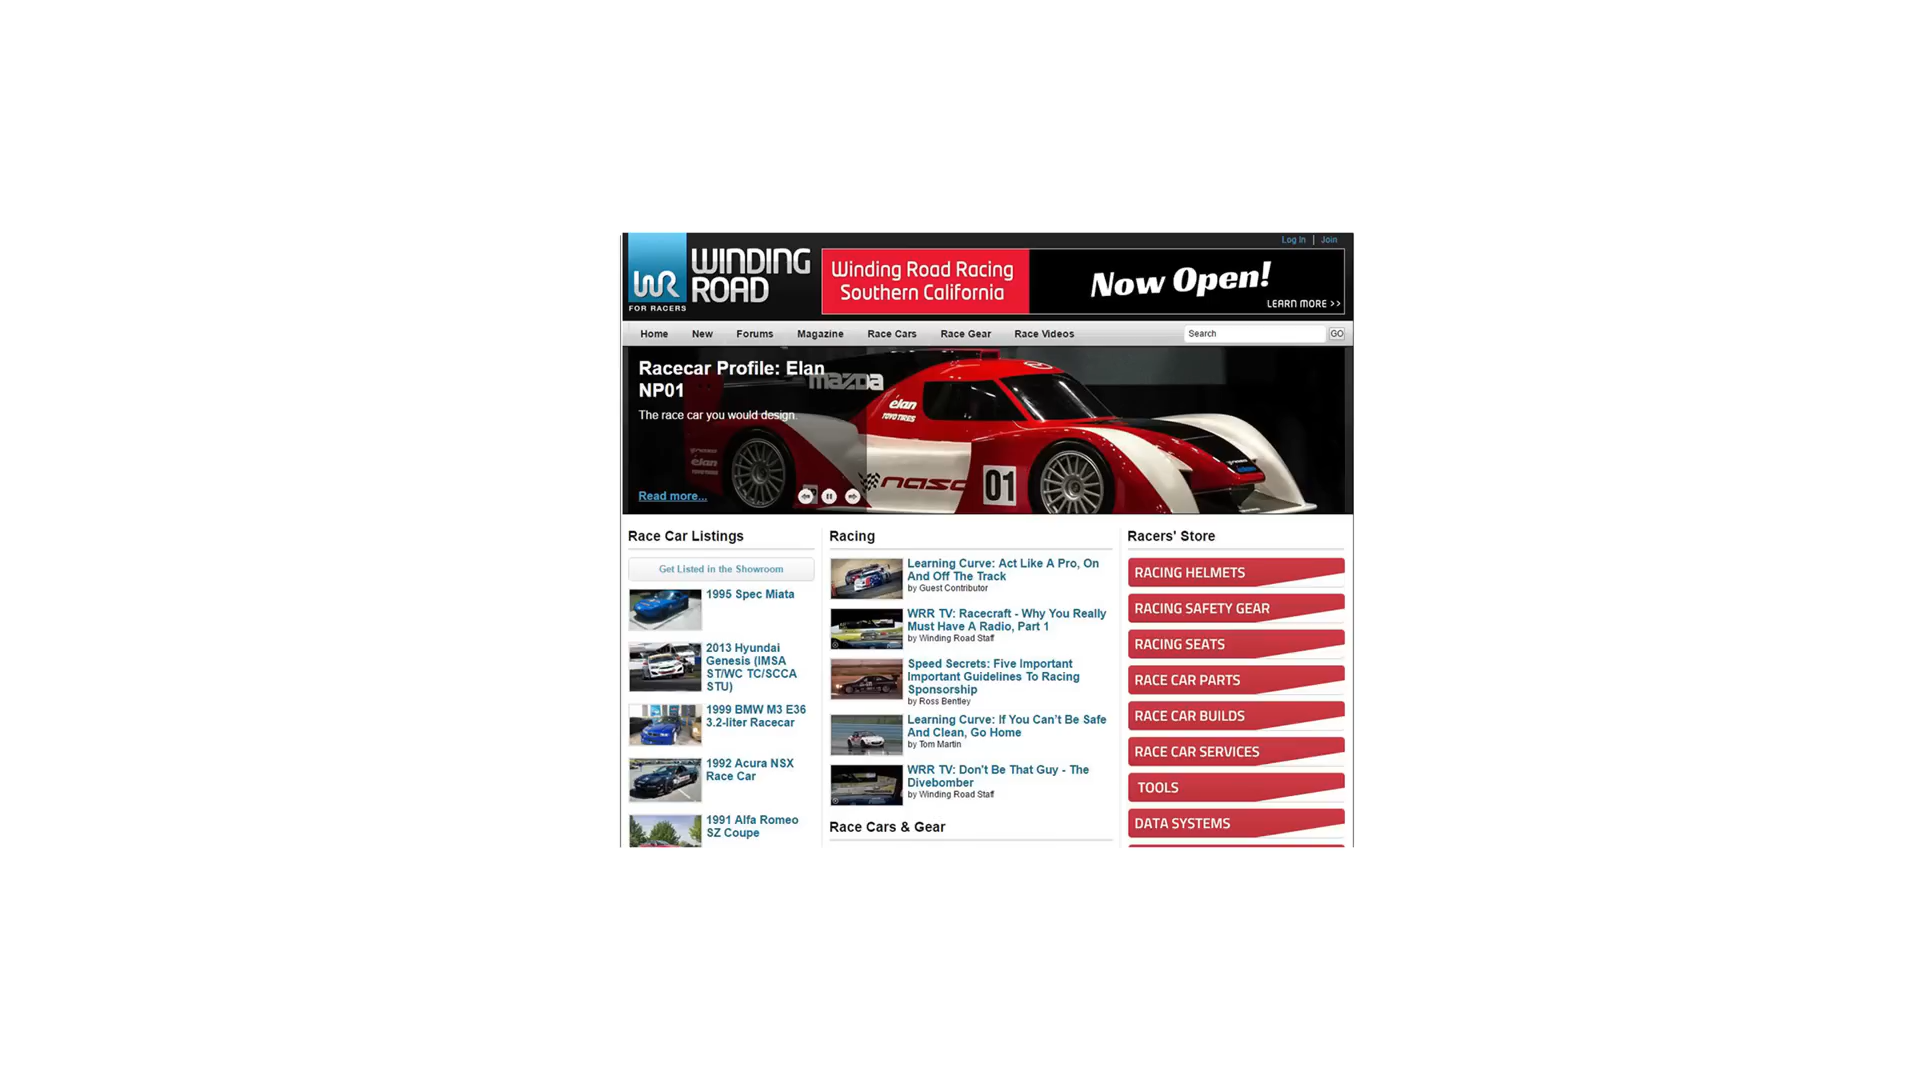 Log In | Join
WR
FOR RACERS
WINDING
ROAD
Winding Road Racing
Southern California
Now Open!
LEARN MORE >>
Home New Forums Magazine Race Cars Race Gear Race Videos
Search GO
Racecar Profile: Elan
NP01
The race car you would design.
Read more...
mazda
élan
TOYO TIRES
élan
nasa
01
Race Car Listings
Get Listed in the Showroom
1995 Spec Miata
2013 Hyundai
Genesis (IMSA
ST/WC TC/SCCA
STU)
1999 BMW M3 E36
3.2-liter Racecar
1992 Acura NSX
Race Car
1991 Alfa Romeo
SZ Coupe
Racing
Learning Curve: Act Like A Pro, On
And Off The Track
by Guest Contributor
WRR TV: Racecraft - Why You Really
Must Have A Radio, Part 1
by Winding Road Staff
Speed Secrets: Five Important
Important Guidelines To Racing
Sponsorship
by Ross Bentley
Learning Curve: If You Can't Be Safe
And Clean, Go Home
by Tom Martin
WRR TV: Don't Be That Guy - The
Divebomber
by Winding Road Staff
Race Cars & Gear
Racers' Store
RACING HELMETS
RACING SAFETY GEAR
RACING SEATS
RACE CAR PARTS
RACE CAR BUILDS
RACE CAR SERVICES
TOOLS
DATA SYSTEMS